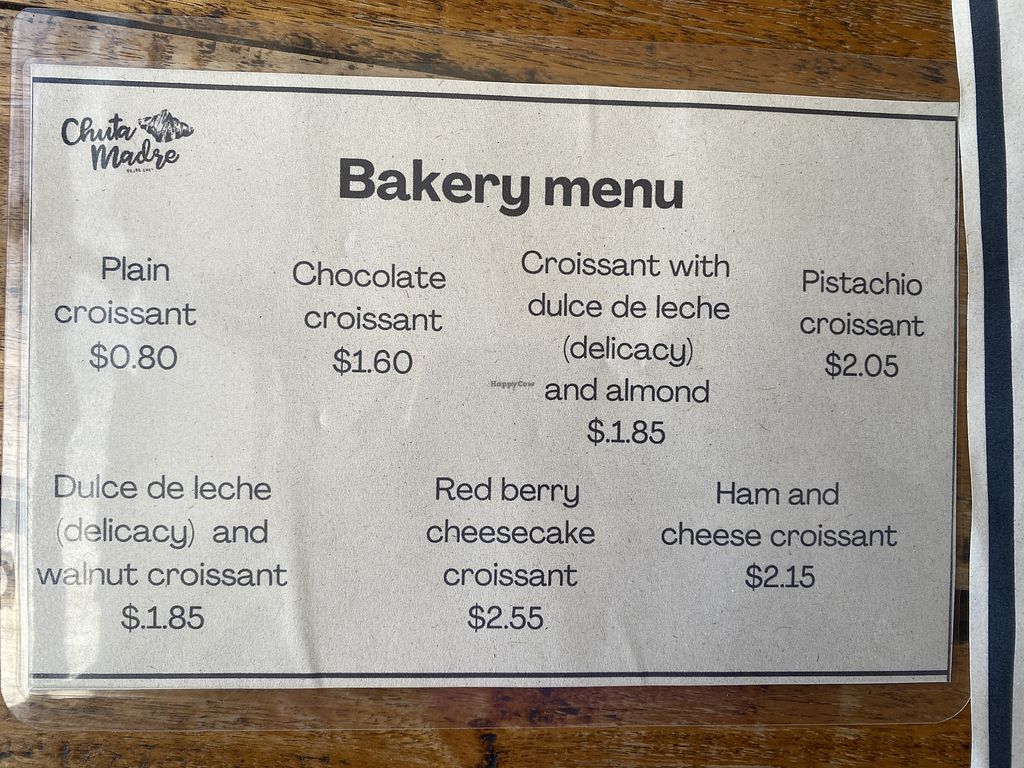 Chuta
Madre
Bakery menu
Plain
croissant
$0.80
Chocolate
croissant
$1.60
Croissant with
dulce de leche
(delicacy)
and almond
$.1.85
Pistachio
croissant
$2.05
HappyCow
Dulce de leche
(delicacy) and
walnut croissant
$.1.85
Red berry
cheesecake
croissant
$2.55
Ham and
cheese croissant
$2.15